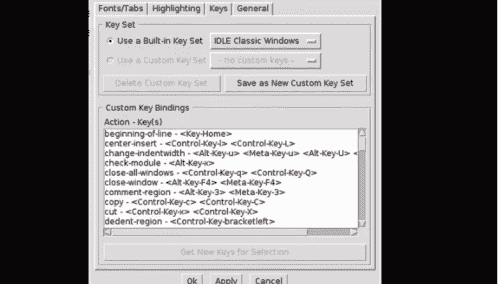 Fonts/Tabs Highlighting Keys General
Key Set
Use a Built-in Key Set IDLE Classic Windows
Use a Custom Key Set - no custom keys -
Delete Custom Key Set Save as New Custom Key Set
Custom Key Bindings
Action - Key(s)
beginning-of-line - <Key-Home>
center-insert - <Control-Key-l> <Control-Key-L>
change-indentwidth - <Alt-Key-u> <Meta-Key-u> <Alt-Key-U> <
check-module - <Alt-Key-x>
close-all-windows - <Control-Key-q> <Control-Key-Q>
close-window - <Alt-Key-F4> <Meta-Key-F4>
comment-region - <Alt-Key-3> <Meta-Key-3>
copy - <Control-Key-c> <Control-Key-C>
cut - <Control-Key-x> <Control-Key-X>
dedent-region - <Control-Key-bracketleft>
Get New Keys for Selection
Ok Apply Cancel